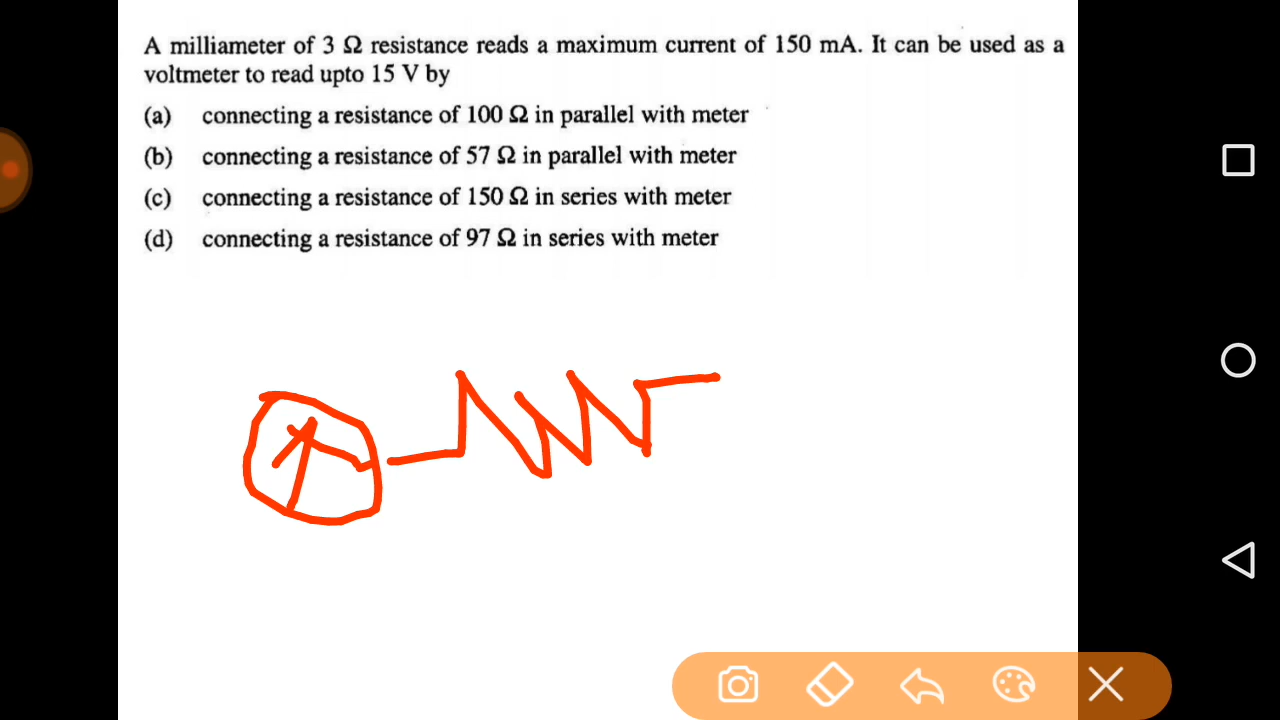 A milliameter of 3 Ω resistance reads a maximum current of 150 mA. It can be used as a
voltmeter to read upto 15 V by
(a) connecting a resistance of 100 Ω in parallel with meter
(b) connecting a resistance of 57 Ω in parallel with meter
(c) connecting a resistance of 150 Ω in series with meter
(d) connecting a resistance of 97 Ω in series with meter